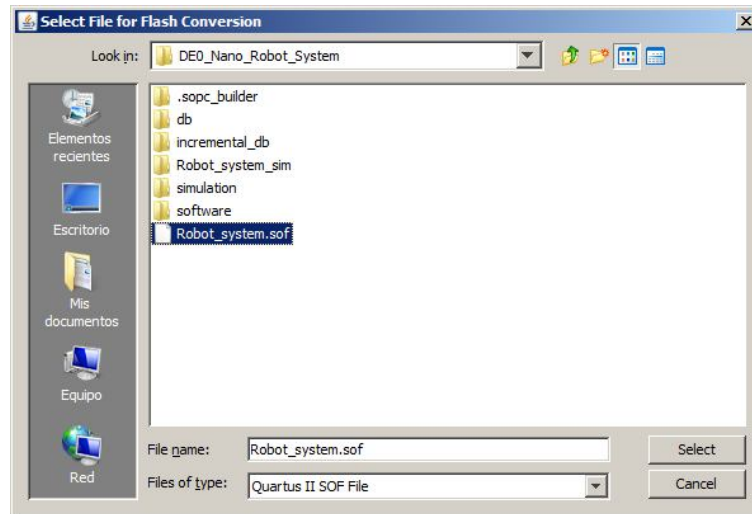 Select File for Flash Conversion
Look in: DE0_Nano_Robot_System
Elementos
recientes
Escritorio
Mis
documentos
Equipo
Red
.sopc_builder
db
incremental_db
Robot_system_sim
simulation
software
Robot_system.sof
File name: Robot_system.sof
Select
Files of type: Quartus II SOF File
Cancel